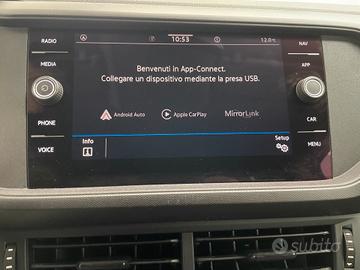 RADIO
MEDIA
PHONE
VOICE
10:53
12.0°C
Benvenuti in App-Connect.
Collegare un dispositivo mediante la presa USB.
Android Auto
Apple CarPlay
MirrorLink
Info
Setup
NAV
APP
CAR
MENU
subito